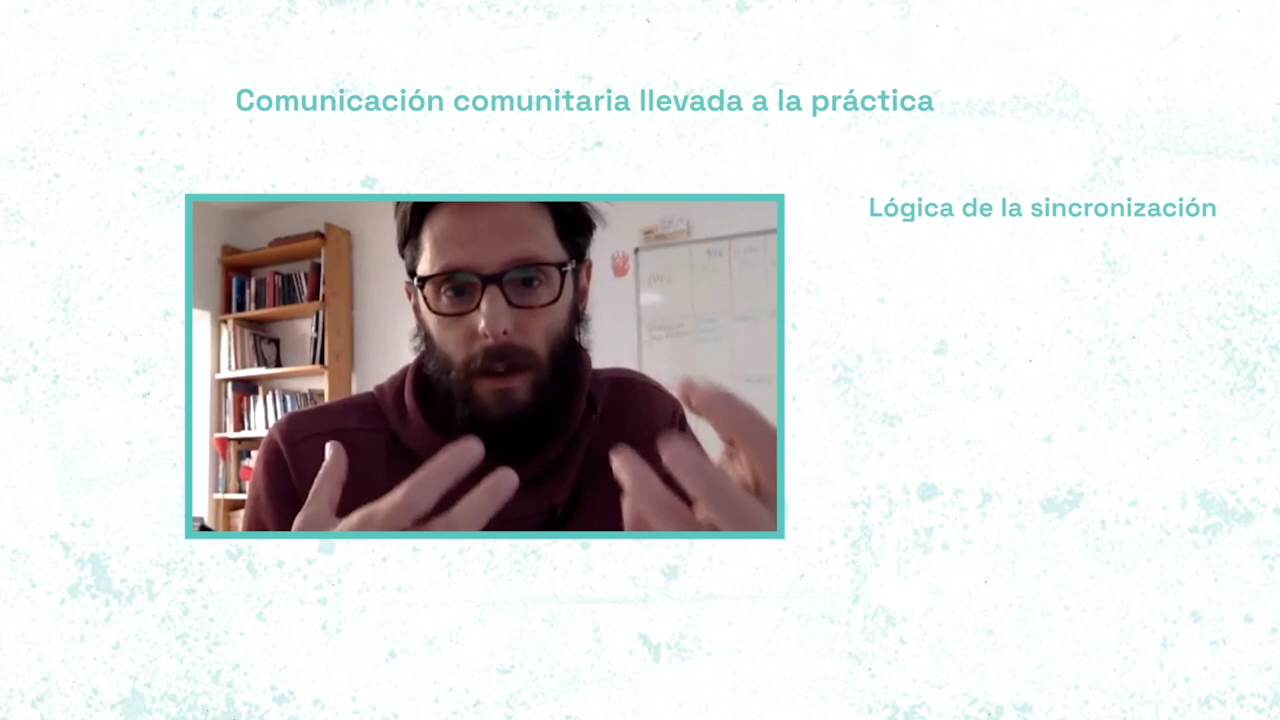 Comunicación comunitaria llevada a la práctica
Lógica de la sincronización